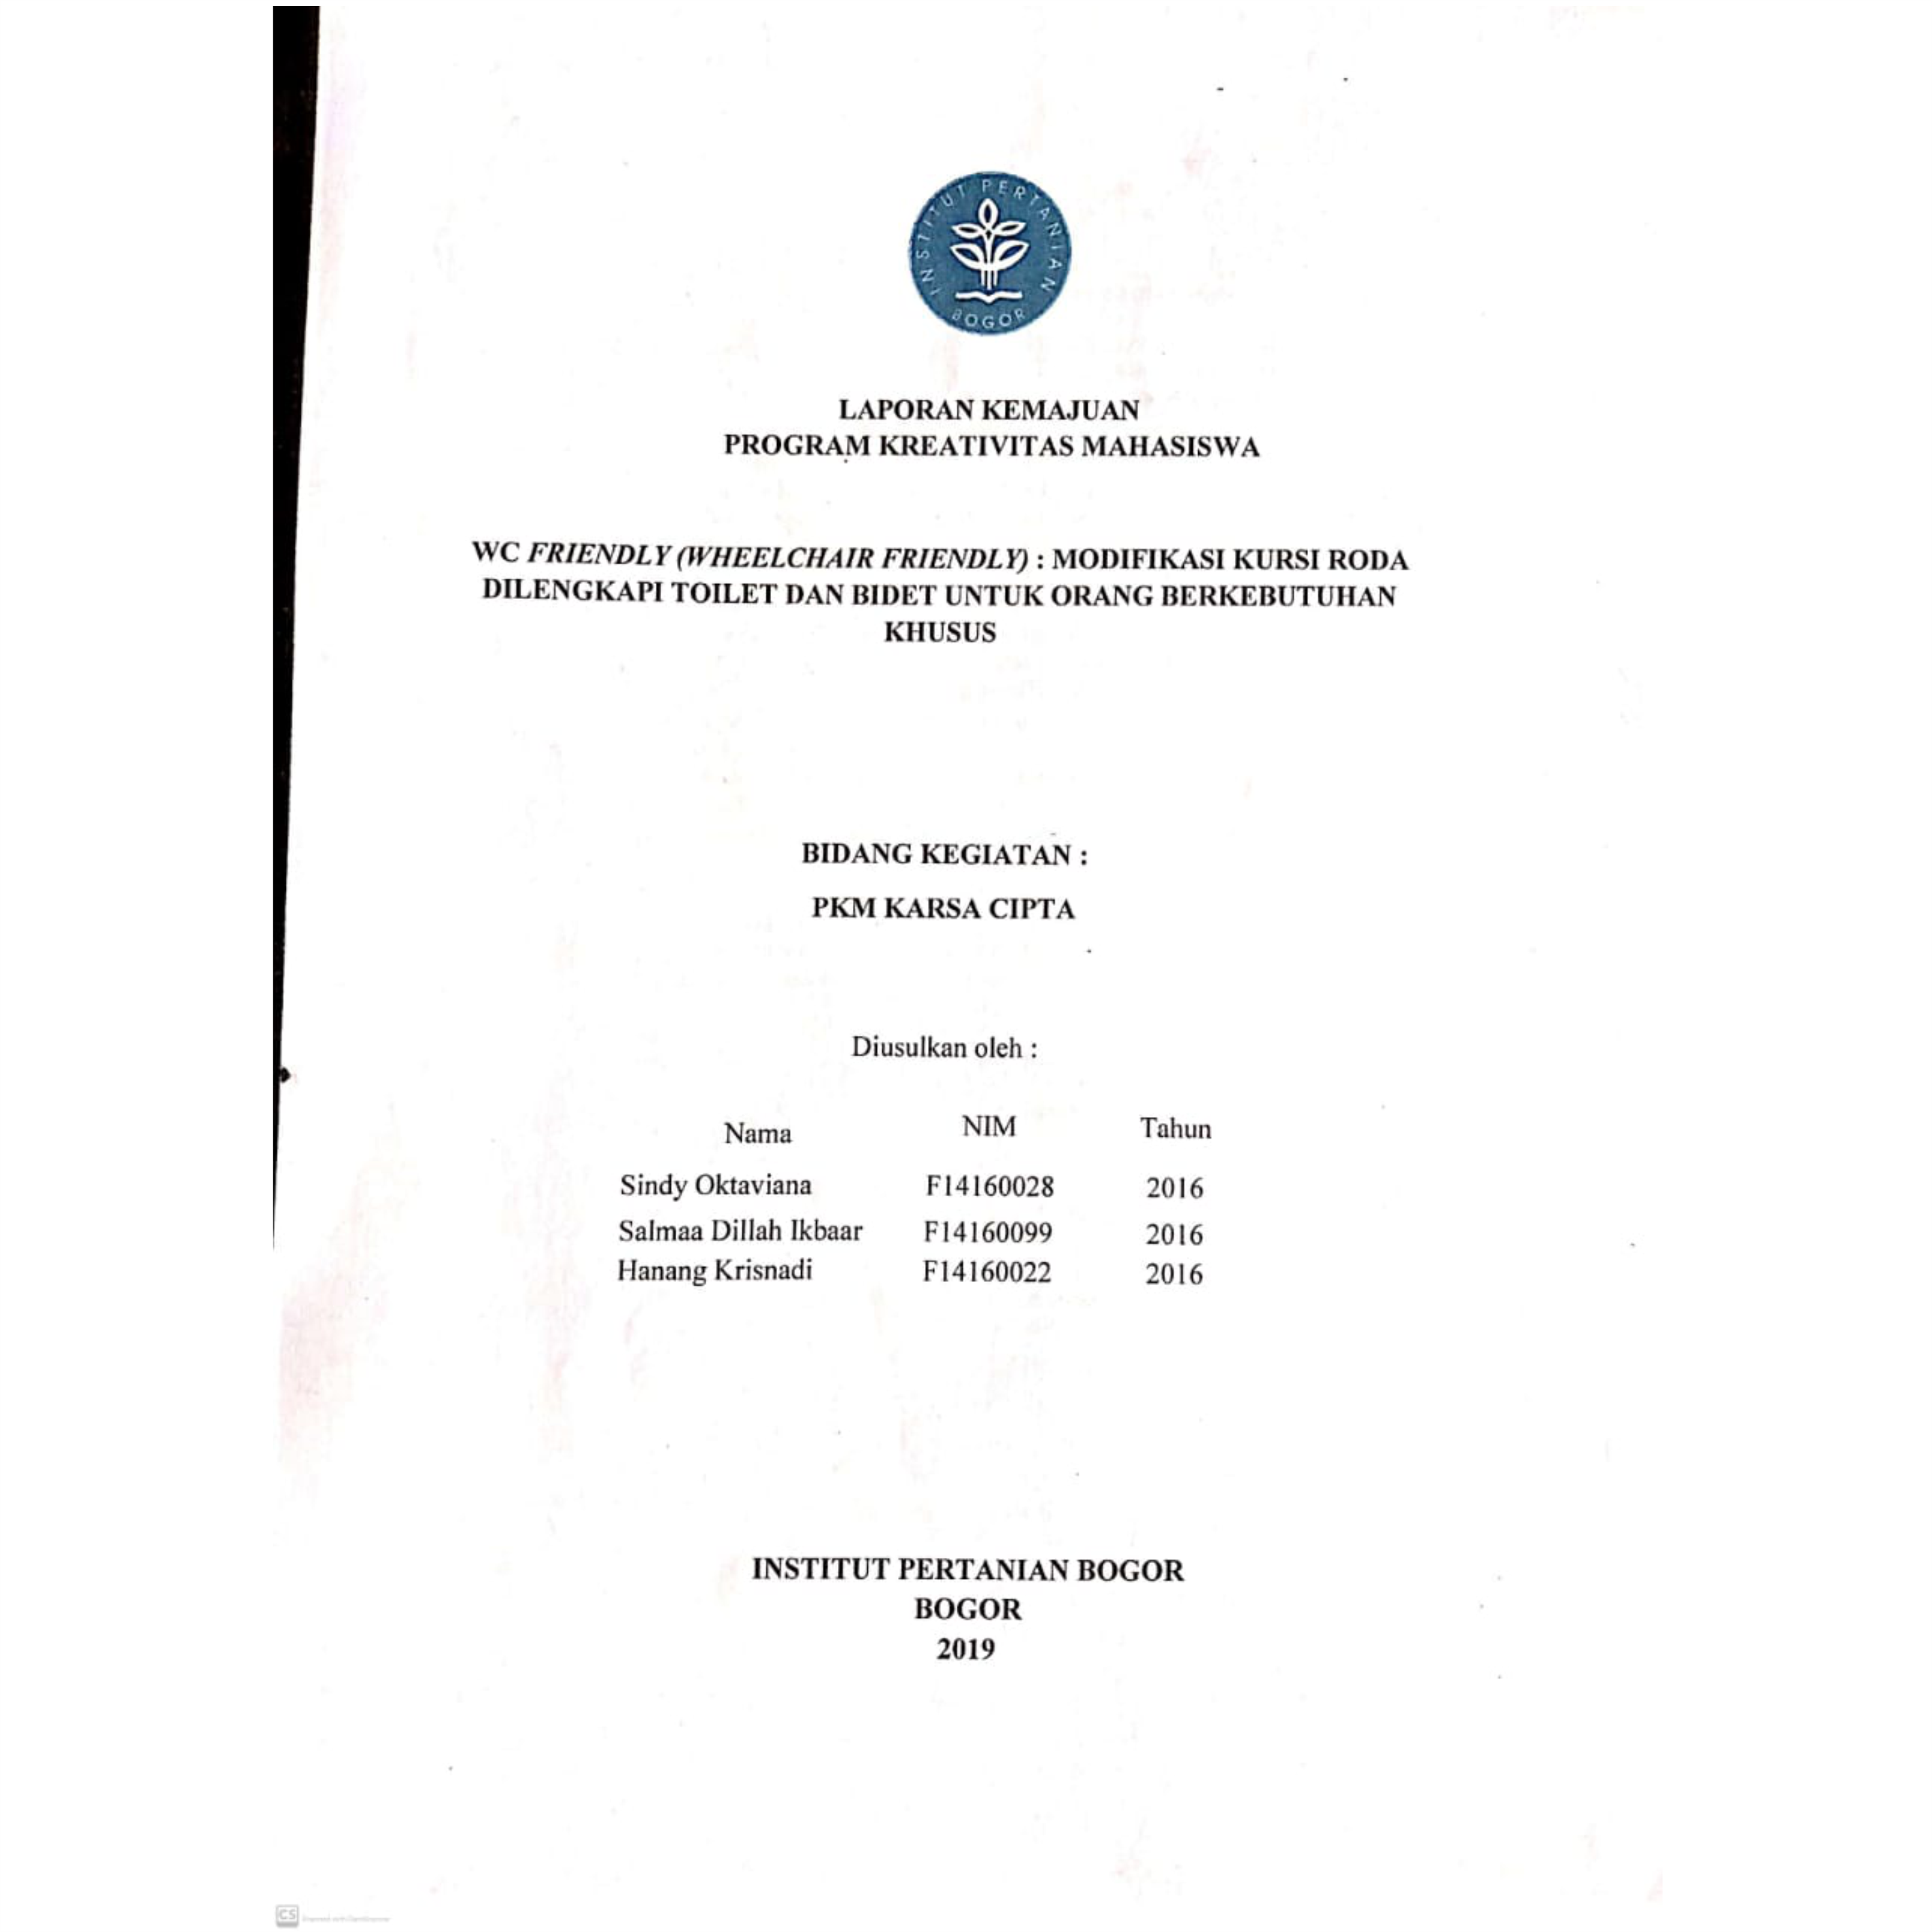 INSTITUT PERTANIAN
BOGOR
LAPORAN KEMAJUAN
PROGRAM KREATIVITAS MAHASISWA
WC FRIENDLY (WHEELCHAIR FRIENDLY) : MODIFIKASI KURSI RODA
DILENGKAPI TOILET DAN BIDET UNTUK ORANG BERKEBUTUHAN
KHUSUS
BIDANG KEGIATAN :
PKM KARSA CIPTA
Diusulkan oleh :
Nama NIM Tahun
Sindy Oktaviana F14160028 2016
Salmaa Dillah Ikbaar F14160099 2016
Hanang Krisnadi F14160022 2016
INSTITUT PERTANIAN BOGOR
BOGOR
2019
CS